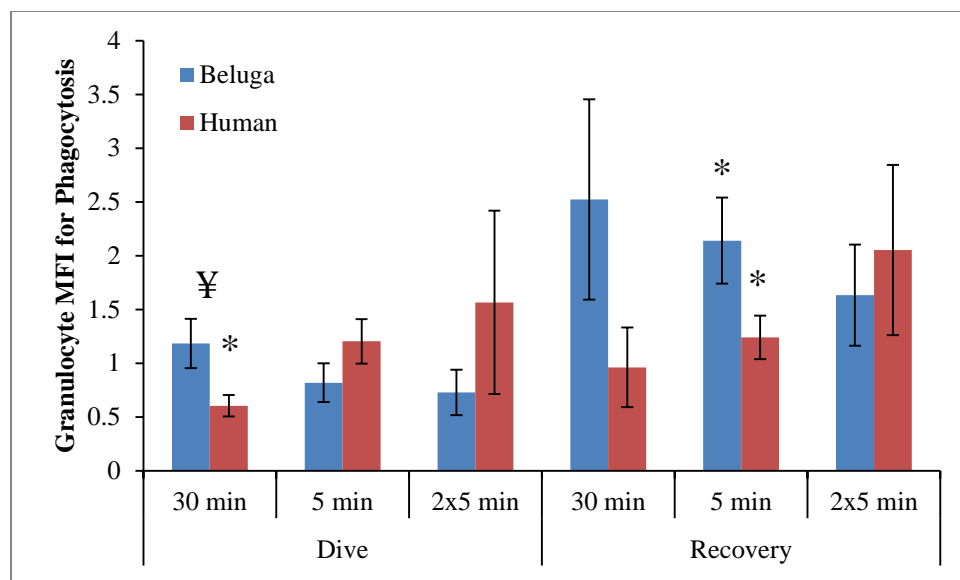 4
3.5
3
2.5
2
1.5
1
0.5
0
Granulocyte MFI for Phagocytosis
Beluga
Human
¥
*
*
*
30 min 5 min 2x5 min 30 min 5 min 2x5 min
Dive Recovery